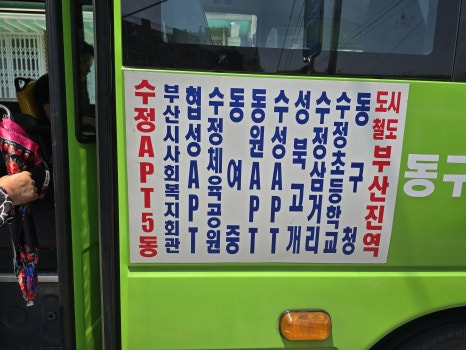 수정APT5동
부산시사회복지회관
협성APT
수정체육공원
동여중
동원APT
수성APT
성북고개
수정삼거리
수정초등학교
동구청
도시
철도
부산진역
동구